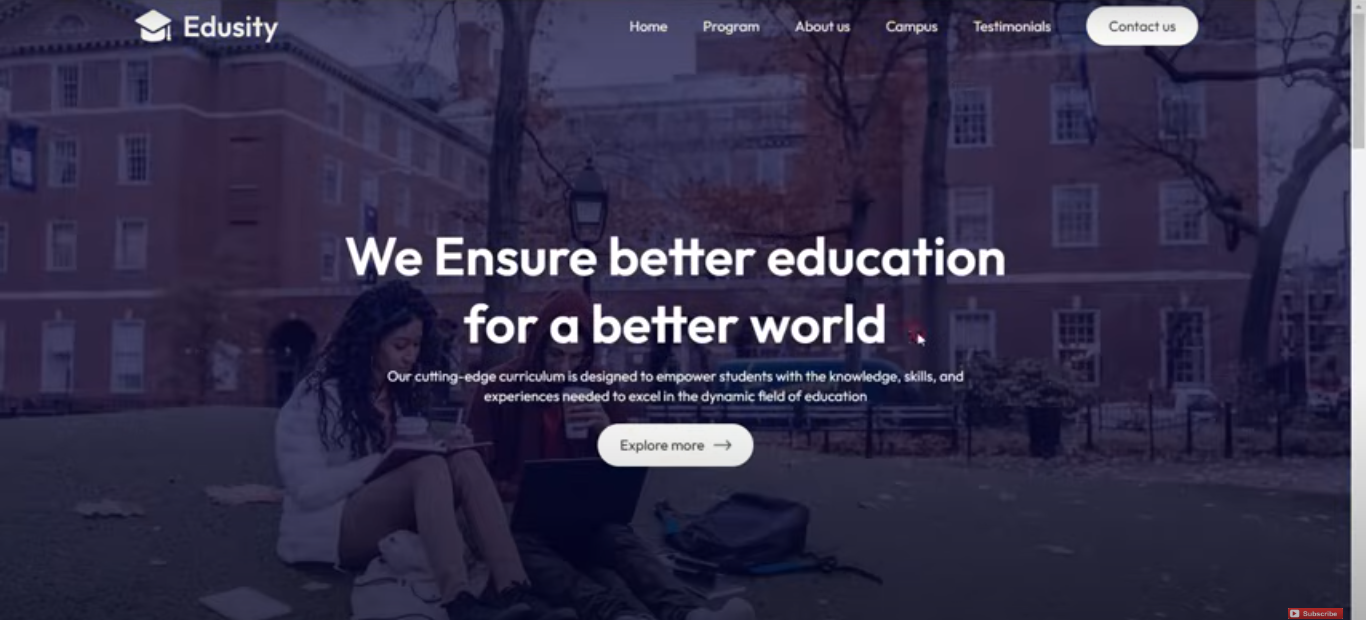 Edusity
Home Program About us Campus Testimonials Contact us
We Ensure better education
for a better world
Our cutting-edge curriculum is designed to empower students with the knowledge, skills, and
experiences needed to excel in the dynamic field of education
Explore more
Subscribe